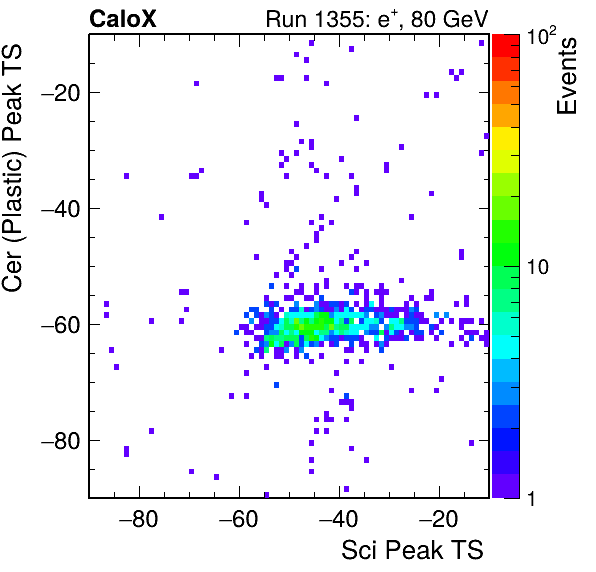 CaloX
Run 1355: e+, 80 GeV
Cer (Plastic) Peak TS
−20
−40
−60
−80
−80
−60
−40
−20
Sci Peak TS
10²
10
1
Events